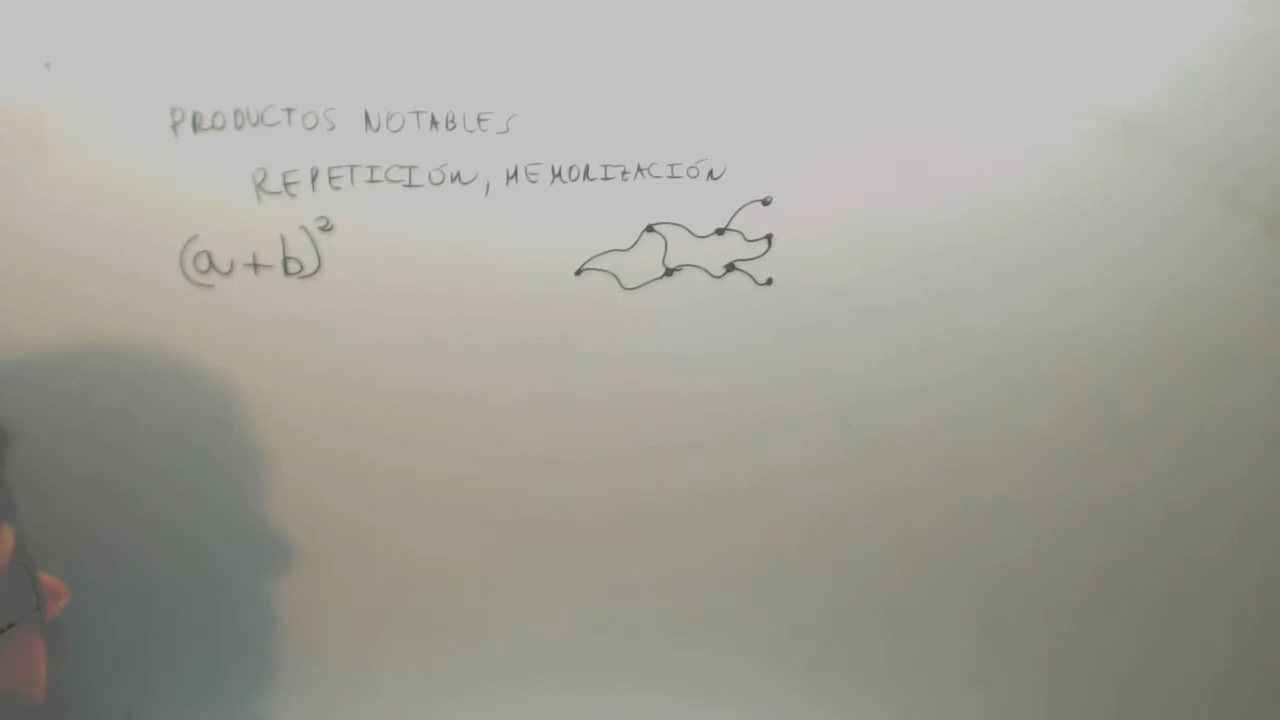 PRODUCTOS NOTABLES
REPETICIÓN, MEMORIZACIÓN
(a+b)²